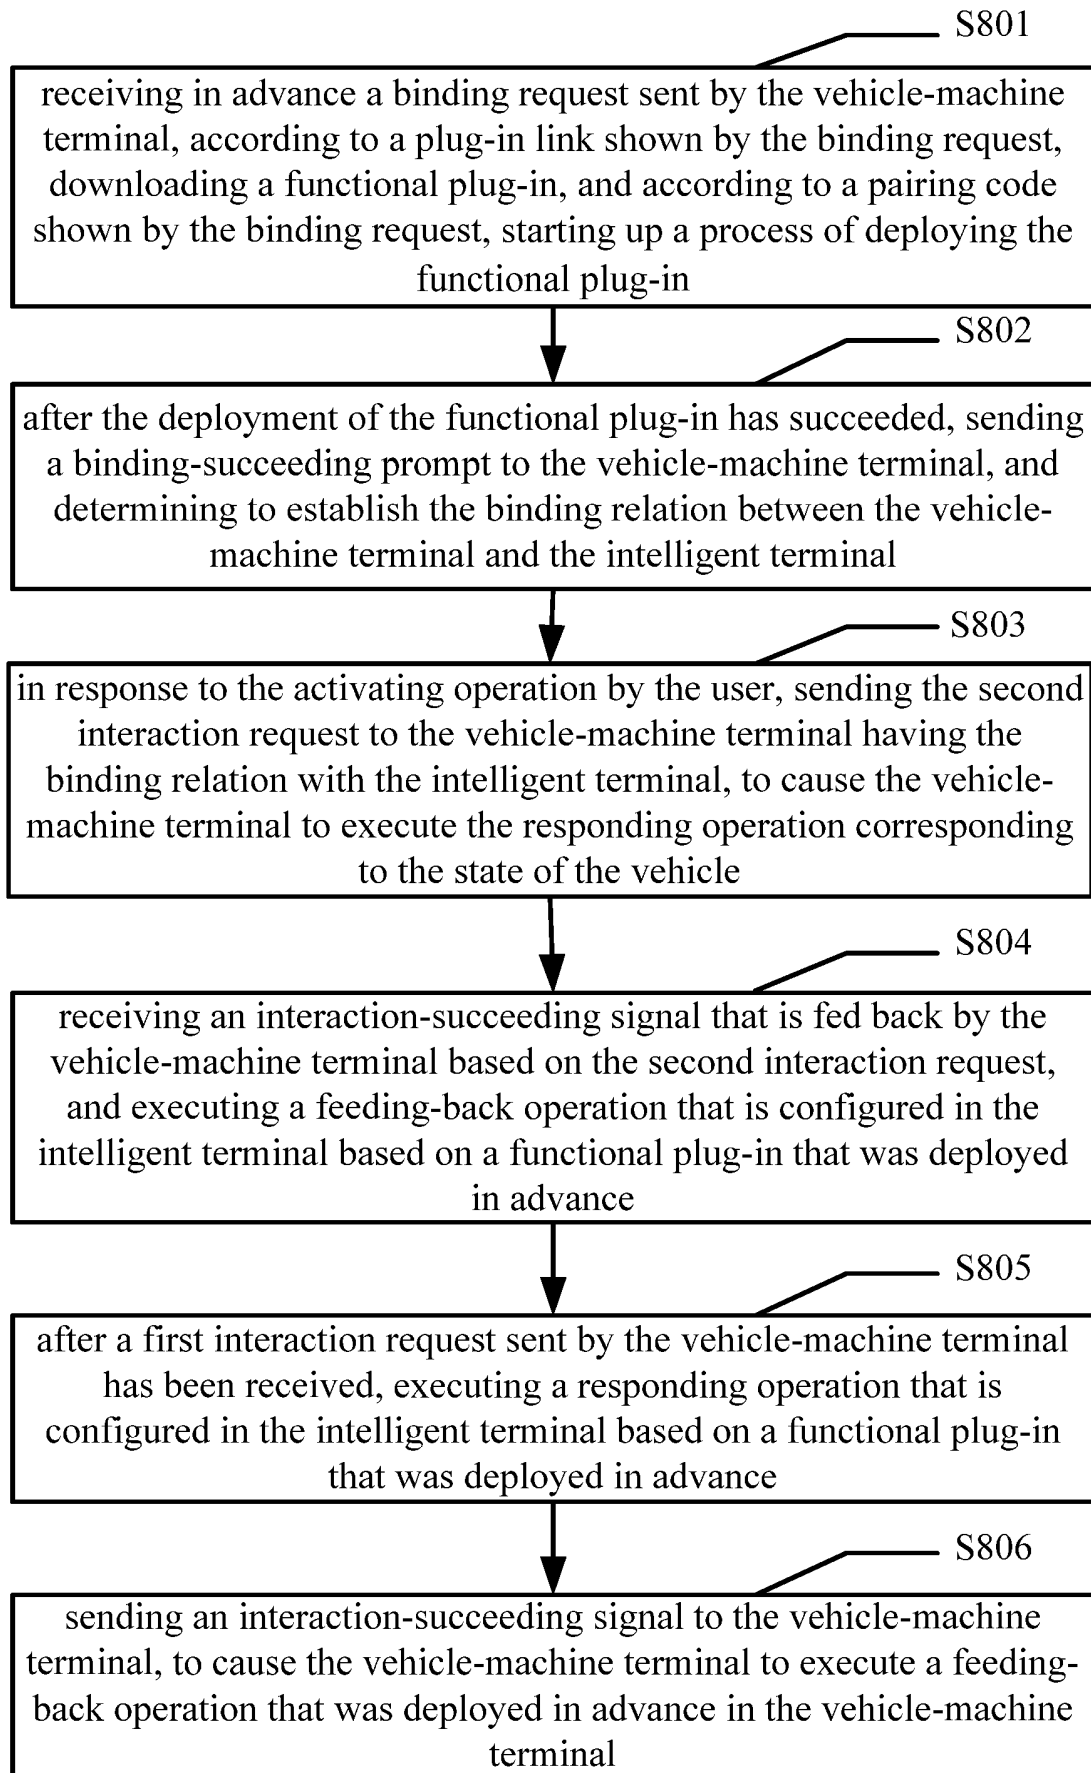 S801
receiving in advance a binding request sent by the vehicle-machine
terminal, according to a plug-in link shown by the binding request,
downloading a functional plug-in, and according to a pairing code
shown by the binding request, starting up a process of deploying the
functional plug-in
S802
after the deployment of the functional plug-in has succeeded, sending
a binding-succeeding prompt to the vehicle-machine terminal, and
determining to establish the binding relation between the vehicle-
machine terminal and the intelligent terminal
S803
in response to the activating operation by the user, sending the second
interaction request to the vehicle-machine terminal having the
binding relation with the intelligent terminal, to cause the vehicle-
machine terminal to execute the responding operation corresponding
to the state of the vehicle
S804
receiving an interaction-succeeding signal that is fed back by the
vehicle-machine terminal based on the second interaction request,
and executing a feeding-back operation that is configured in the
intelligent terminal based on a functional plug-in that was deployed
in advance
S805
after a first interaction request sent by the vehicle-machine terminal
has been received, executing a responding operation that is
configured in the intelligent terminal based on a functional plug-in
that was deployed in advance
S806
sending an interaction-succeeding signal to the vehicle-machine
terminal, to cause the vehicle-machine terminal to execute a feeding-
back operation that was deployed in advance in the vehicle-machine
terminal